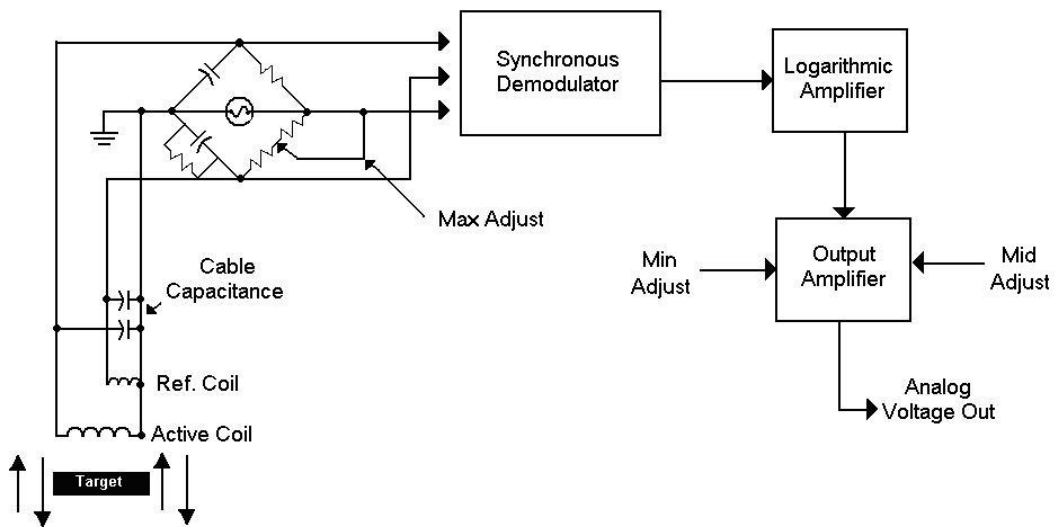 Synchronous
Demodulator
Logarithmic
Amplifier
Max Adjust
Cable
Capacitance
Min
Adjust
Output
Amplifier
Mid
Adjust
Ref. Coil
Active Coil
Analog
Voltage Out
Target